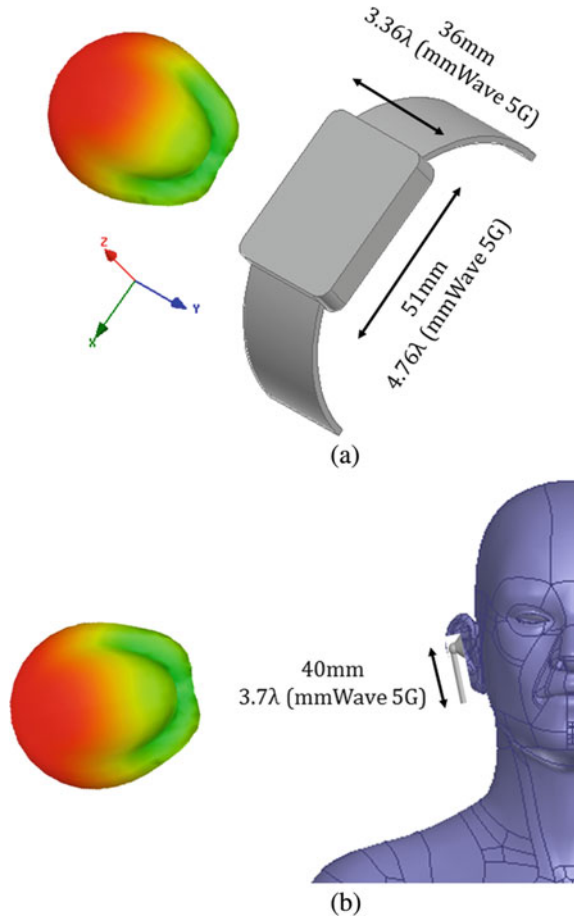 36mm
3.36λ (mmWave 5G)
Z
Y
X
51mm
4.76λ (mmWave 5G)
(a)
40mm
3.7λ (mmWave 5G)
(b)